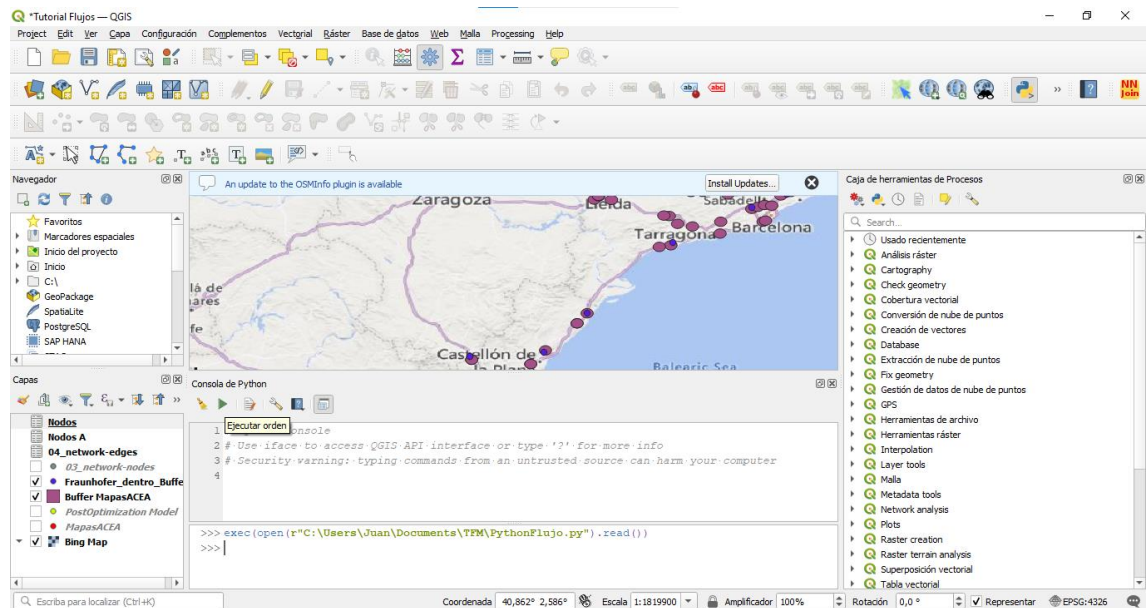 *Tutorial Flujos — QGIS
Project Edit Ver Capa Configuración Complementos Vectorial Ráster Base de datos Web Malla Processing Help
NN
join
Navegador
Favoritos
Marcadores espaciales
Inicio del proyecto
Inicio
C:\
GeoPackage
SpatiaLite
PostgreSQL
SAP HANA
An update to the OSMInfo plugin is available
Install Updates...
Zaragoza
Lleida
Sabadell
Tarragona
Barcelona
lá de
ares
fe
Castellón de
la Plan
Balearic Sea
Capas
Nodos
Nodos A
04_network-edges
03_network-nodes
Fraunhofer_dentro_Buffe
Buffer MapasACEA
PostOptimization Model
MapasACEA
Bing Map
Consola de Python
Ejecutar orden
1 onsole
2 # Use iface to access QGIS API interface or type '?' for more info
3 # Security warning: typing commands from an untrusted source can harm your computer
4
>>> exec(open(r"C:\Users\Juan\Documents\TFM\PythonFlujo.py").read())
>>>
Caja de herramientas de Procesos
Search...
Usado recientemente
Análisis ráster
Cartography
Check geometry
Cobertura vectorial
Conversión de nube de puntos
Creación de vectores
Database
Extracción de nube de puntos
Fix geometry
Gestión de datos de nube de puntos
GPS
Herramientas de archivo
Herramientas ráster
Interpolation
Layer tools
Malla
Metadata tools
Network analysis
Plots
Raster creation
Raster terrain analysis
Superposición vectorial
Tabla vectorial
Escriba para localizar (Ctrl+K)
Coordenada 40,862° 2,586°
Escala 1:1819900
Amplificador 100%
Rotación 0,0 °
Representar
EPSG:4326